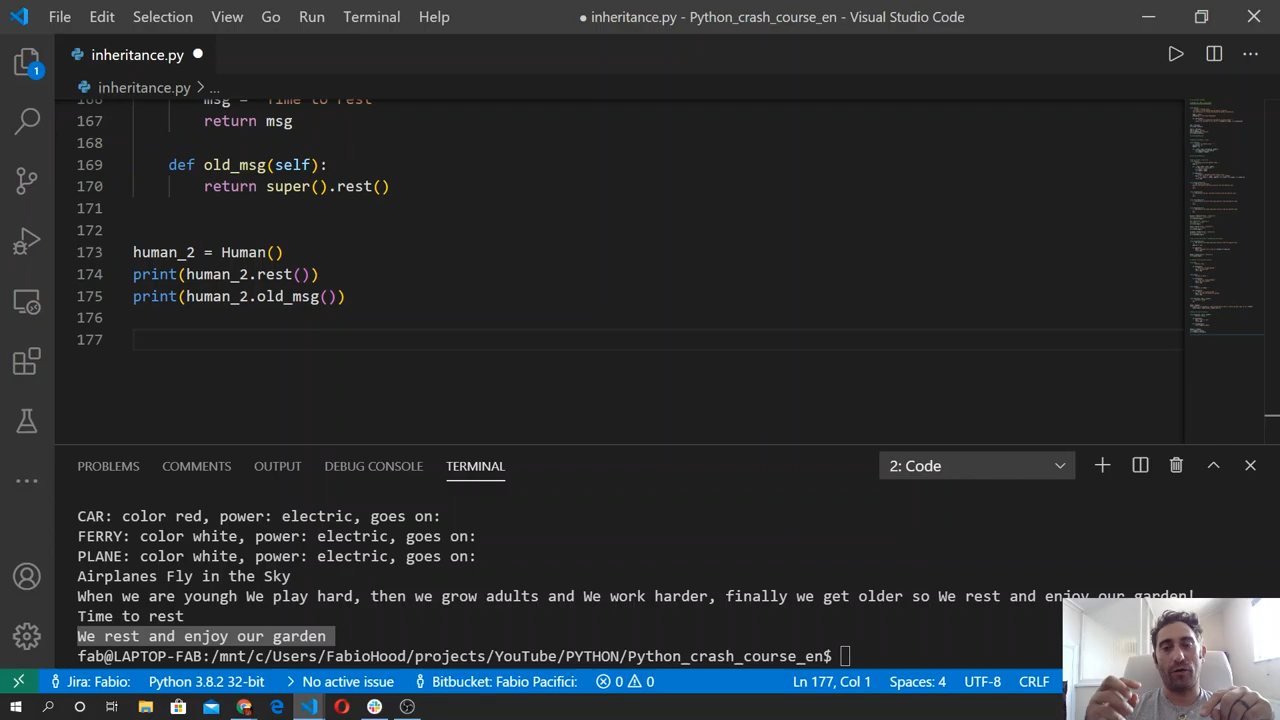 File Edit Selection View Go Run Terminal Help ● inheritance.py - Python_crash_course_en - Visual Studio Code
inheritance.py ●
inheritance.py > ...
1
166 msg = "Time to rest"
167 return msg
168
169 def old_msg(self):
170 return super().rest()
171
172
173 human_2 = Human()
174 print(human_2.rest())
175 print(human_2.old_msg())
176
177
PROBLEMS COMMENTS OUTPUT DEBUG CONSOLE TERMINAL 2: Code
CAR: color red, power: electric, goes on:
FERRY: color white, power: electric, goes on:
PLANE: color white, power: electric, goes on:
Airplanes Fly in the Sky
When we are youngh We play hard, then we grow adults and We work harder, finally we get older so We rest and enjoy our garden!
Time to rest
We rest and enjoy our garden
fab@LAPTOP-FAB:/mnt/c/Users/FabioHood/projects/YouTube/PYTHON/Python_crash_course_en$
Jira: Fabio: Python 3.8.2 32-bit > No active issue Bitbucket: Fabio Pacifici: 0 0 Ln 177, Col 1 Spaces: 4 UTF-8 CRLF